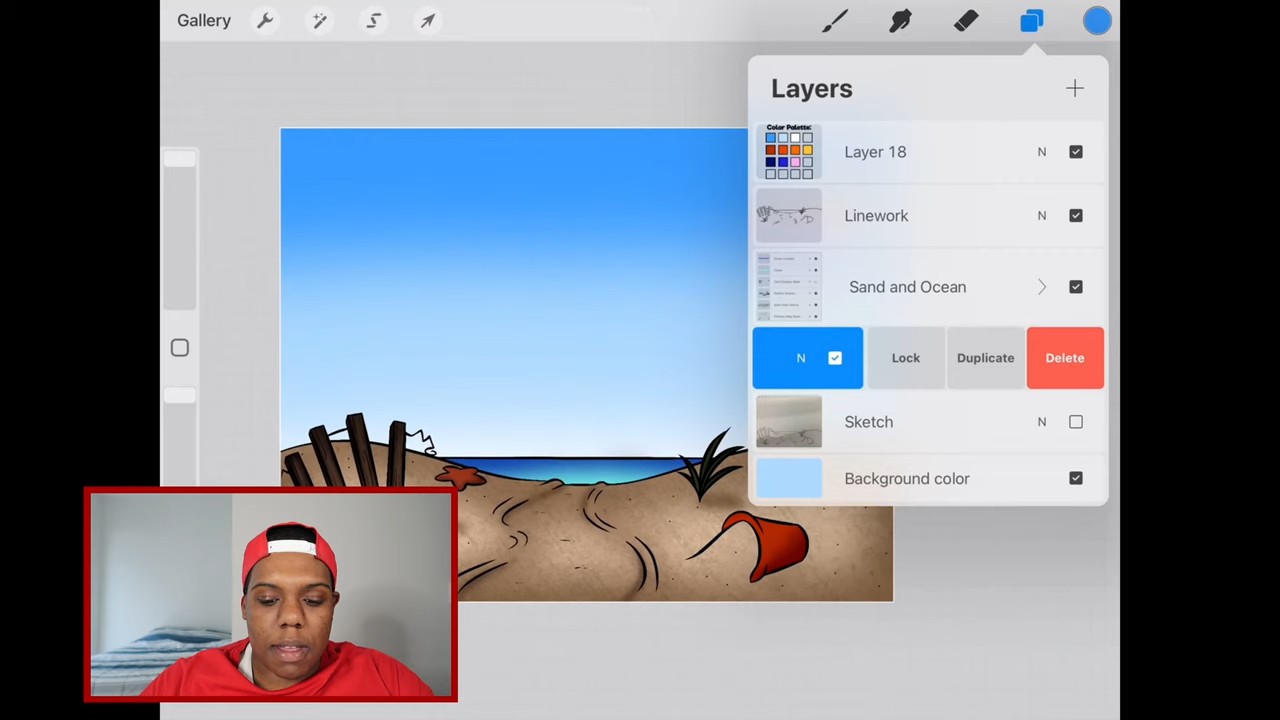 Gallery
Layers
Color Palette:
Layer 18 N
Linework N
Sand and Ocean
N Lock Duplicate Delete
Sketch N
Background color